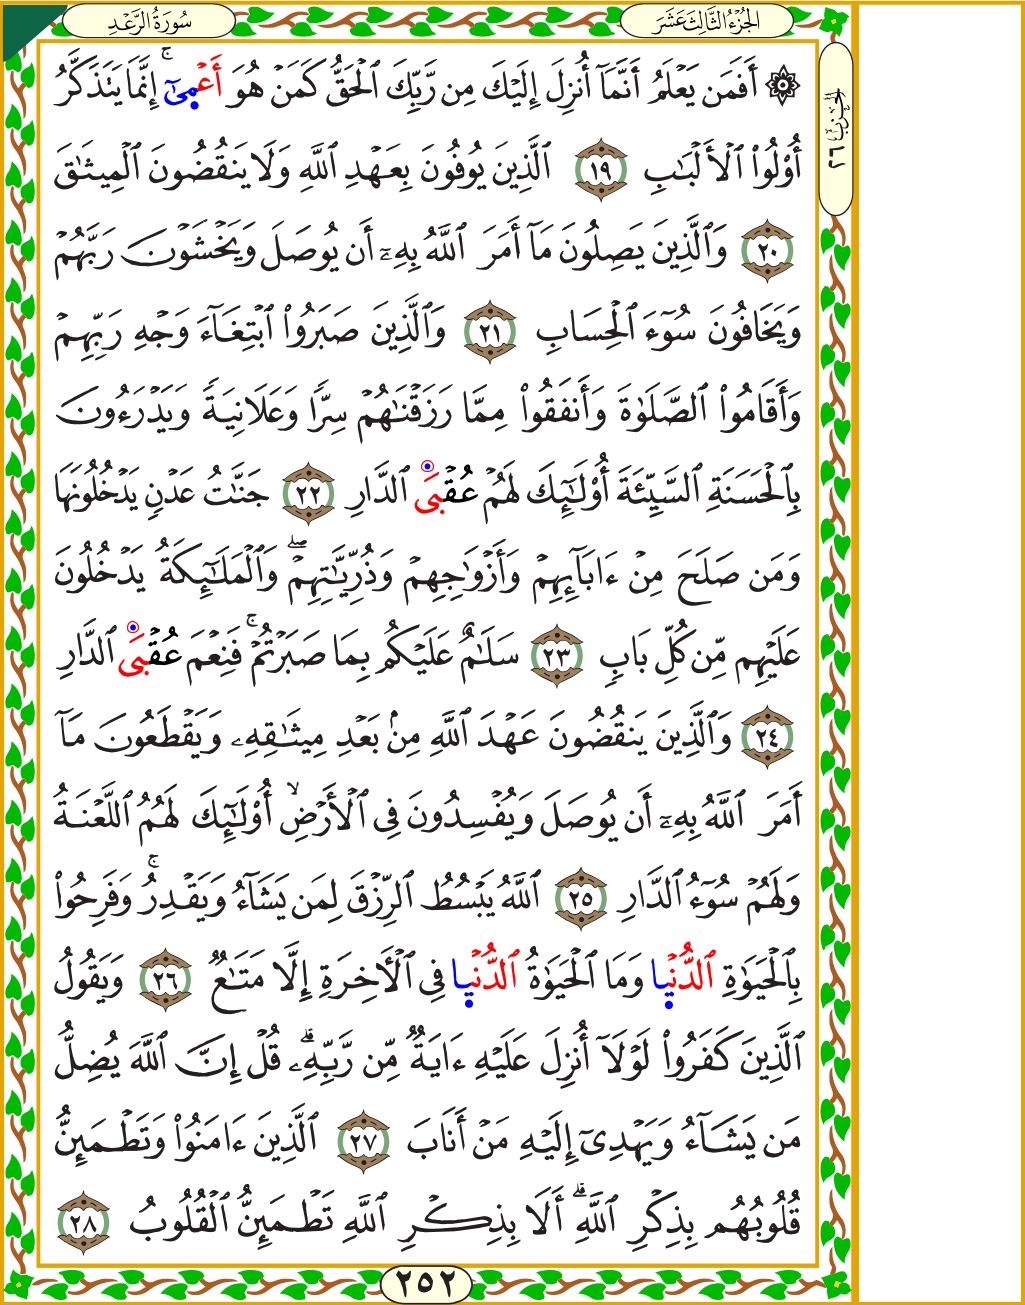 سُورَةُ الرَّعْدِ
الجُزْءُ الثَّالِثَ عَشَرَ
الحِزْبُ ٢٦
۞ أَفَمَن يَعْلَمُ أَنَّمَآ أُنزِلَ إِلَيْكَ مِن رَّبِّكَ ٱلْحَقُّ كَمَنْ هُوَ أَعْمَىٰٓۚ إِنَّمَا يَتَذَكَّرُ
أُو۟لُوا۟ ٱلْأَلْبَـٰبِ ١٩ ٱلَّذِينَ يُوفُونَ بِعَهْدِ ٱللَّهِ وَلَا يَنقُضُونَ ٱلْمِيثَـٰقَ
٢٠ وَٱلَّذِينَ يَصِلُونَ مَآ أَمَرَ ٱللَّهُ بِهِۦٓ أَن يُوصَلَ وَيَخْشَوْنَ رَبَّهُمْ
وَيَخَافُونَ سُوٓءَ ٱلْحِسَابِ ٢١ وَٱلَّذِينَ صَبَرُوا۟ ٱبْتِغَآءَ وَجْهِ رَبِّهِمْ
وَأَقَامُوا۟ ٱلصَّلَوٰةَ وَأَنفَقُوا۟ مِمَّا رَزَقْنَـٰهُمْ سِرًّا وَعَلَانِيَةً وَيَدْرَءُونَ
بِٱلْحَسَنَةِ ٱلسَّيِّئَةَ أُو۟لَـٰٓئِكَ لَهُمْ عُقْبَى ٱلدَّارِ ٢٢ جَنَّـٰتُ عَدْنٍ يَدْخُلُونَهَا
وَمَن صَلَحَ مِنْ ءَابَآئِهِمْ وَأَزْوَٰجِهِمْ وَذُرِّيَّـٰتِهِمْۖ وَٱلْمَلَـٰٓئِكَةُ يَدْخُلُونَ
عَلَيْهِم مِّن كُلِّ بَابٍ ٢٣ سَلَـٰمٌ عَلَيْكُم بِمَا صَبَرْتُمْۚ فَنِعْمَ عُقْبَى ٱلدَّارِ
٢٤ وَٱلَّذِينَ يَنقُضُونَ عَهْدَ ٱللَّهِ مِنۢ بَعْدِ مِيثَـٰقِهِۦ وَيَقْطَعُونَ مَآ
أَمَرَ ٱللَّهُ بِهِۦٓ أَن يُوصَلَ وَيُفْسِدُونَ فِى ٱلْأَرْضِۙ أُو۟لَـٰٓئِكَ لَهُمُ ٱللَّعْنَةُ
وَلَهُمْ سُوٓءُ ٱلدَّارِ ٢٥ ٱللَّهُ يَبْسُطُ ٱلرِّزْقَ لِمَن يَشَآءُ وَيَقْدِرُۚ وَفَرِحُوا۟
بِٱلْحَيَوٰةِ ٱلدُّنْيَا وَمَا ٱلْحَيَوٰةُ ٱلدُّنْيَا فِى ٱلْأَخِرَةِ إِلَّا مَتَـٰعٌ ٢٦ وَيَقُولُ
ٱلَّذِينَ كَفَرُوا۟ لَوْلَآ أُنزِلَ عَلَيْهِ ءَايَةٌ مِّن رَّبِّهِۦۗ قُلْ إِنَّ ٱللَّهَ يُضِلُّ
مَن يَشَآءُ وَيَهْدِىٓ إِلَيْهِ مَنْ أَنَابَ ٢٧ ٱلَّذِينَ ءَامَنُوا۟ وَتَطْمَئِنُّ
قُلُوبُهُم بِذِكْرِ ٱللَّهِۗ أَلَا بِذِكْرِ ٱللَّهِ تَطْمَئِنُّ ٱلْقُلُوبُ ٢٨
٢٥٢